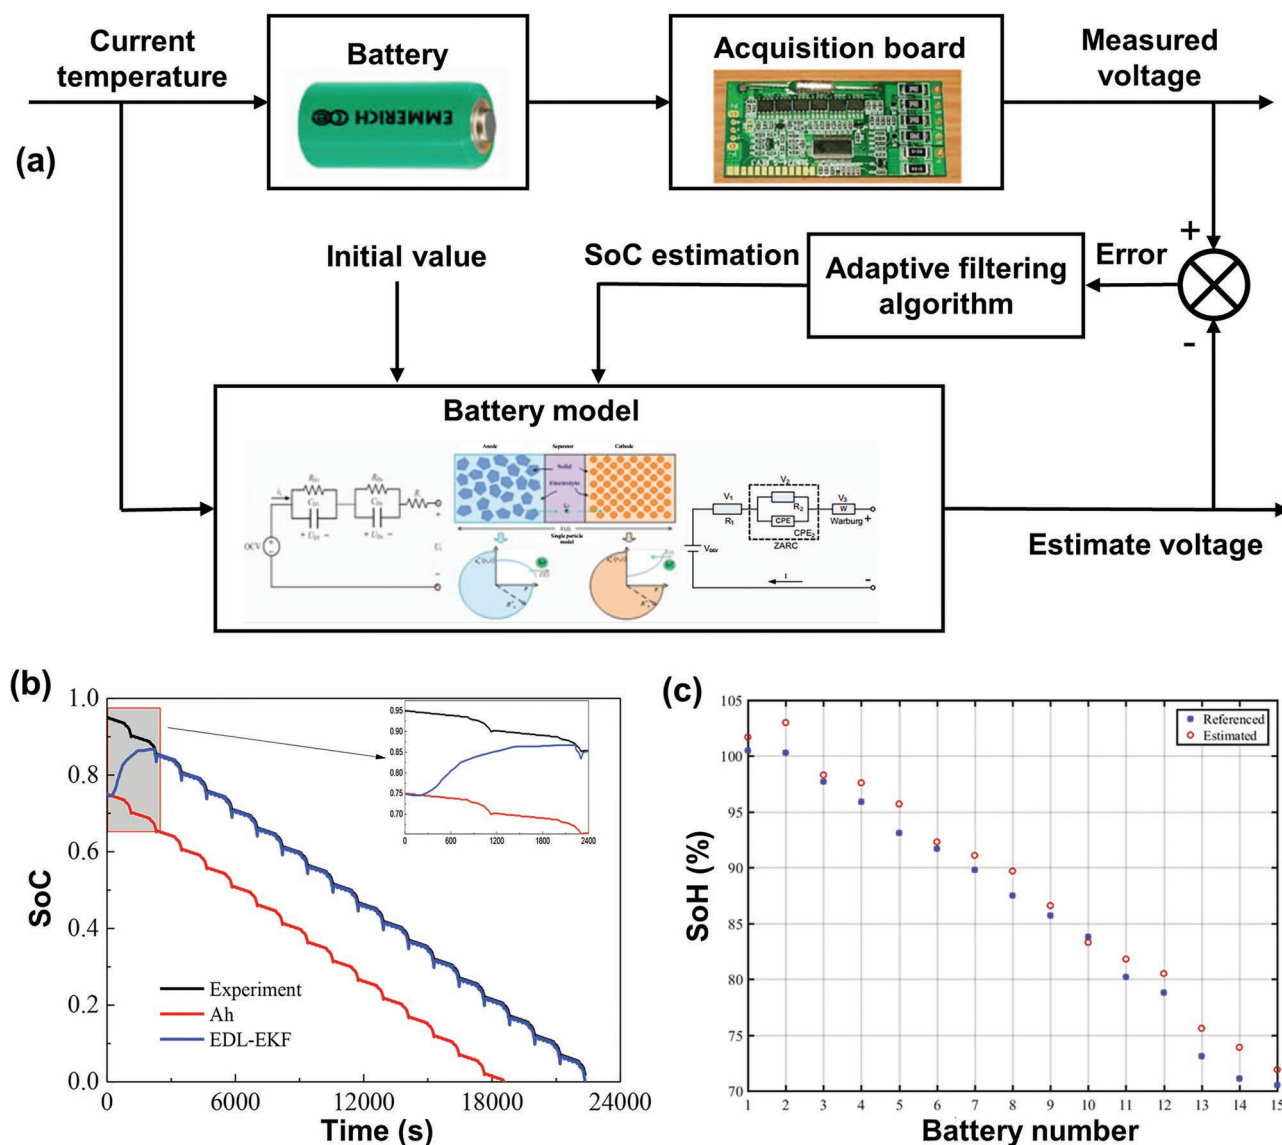 Current
temperature
Battery
EMMERICH
Acquisition board
Measured
voltage
(a)
Initial value
SoC estimation
Adaptive filtering
algorithm
Error
+
-
Battery model
Anode
Separator
Cathode
Solid
Electrolyte
Single particle
model
OCV
V1
R1
V2
R2
CPE
CPE2
ZARC
V3
W
Warburg
+
-
VOCV
I
Estimate voltage
(b)
SoC
1.0
0.8
0.6
0.4
0.2
0.0
0
6000
12000
18000
24000
Time (s)
Experiment
Ah
EDL-EKF
0.95
0.90
0.85
0.80
0.75
0.70
0
600
1200
1800
2400
(c)
SoH (%)
105
100
95
90
85
80
75
70
1
2
3
4
5
6
7
8
9
10
11
12
13
14
15
Battery number
Referenced
Estimated